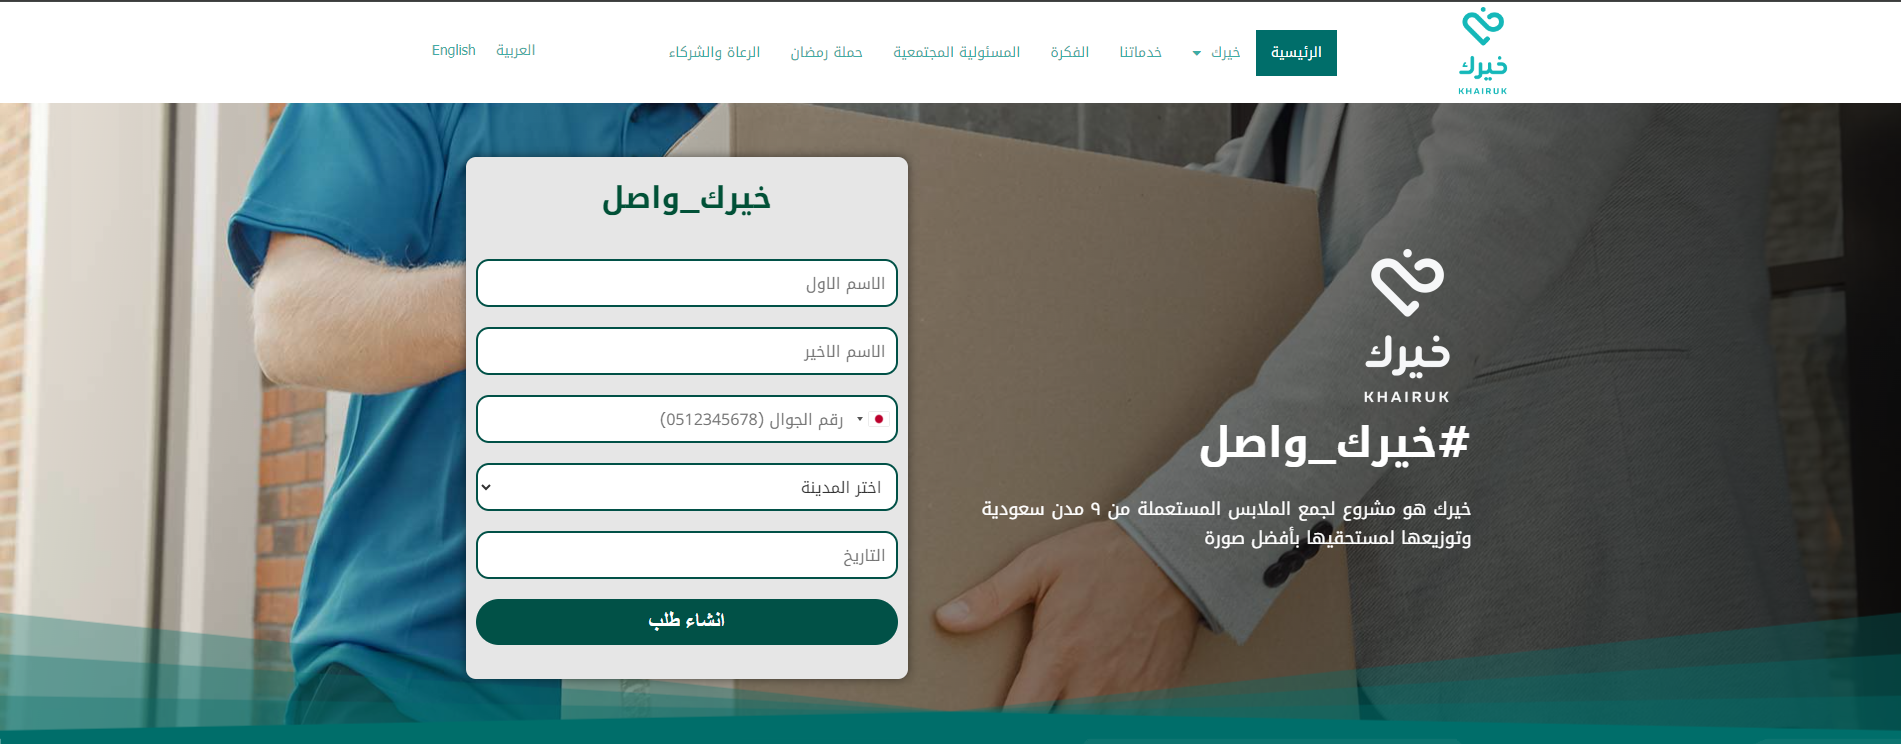 خيرك
KHAIRUK
الرئيسية
خيرك
خدماتنا
الفكرة
المسئولية المجتمعية
حملة رمضان
الرعاة والشركاء
العربية
English
خيرك
KHAIRUK
#خيرك_واصل
خيرك هو مشروع لجمع الملابس المستعملة من ٩ مدن سعودية
وتوزيعها لمستحقيها بأفضل صورة
خيرك_واصل
الاسم الاول
الاسم الاخير
رقم الجوال (0512345678)
اختر المدينة
التاريخ
انشاء طلب